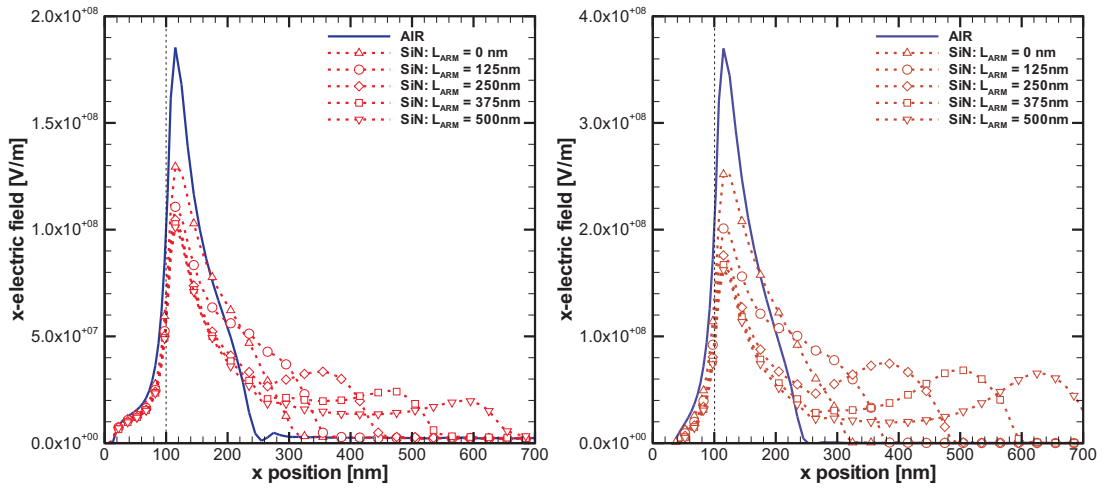 2.0x10+08
1.5x10+08
1.0x10+08
5.0x10+07
0.0x10+00
x-electric field [V/m]
AIR
SiN: LARM = 0 nm
SiN: LARM = 125nm
SiN: LARM = 250nm
SiN: LARM = 375nm
SiN: LARM = 500nm
0 100 200 300 400 500 600 700
x position [nm]
4.0x10+08
3.0x10+08
2.0x10+08
1.0x10+08
0.0x10+00
x-electric field [V/m]
AIR
SiN: LARM = 0 nm
SiN: LARM = 125nm
SiN: LARM = 250nm
SiN: LARM = 375nm
SiN: LARM = 500nm
0 100 200 300 400 500 600 700
x position [nm]